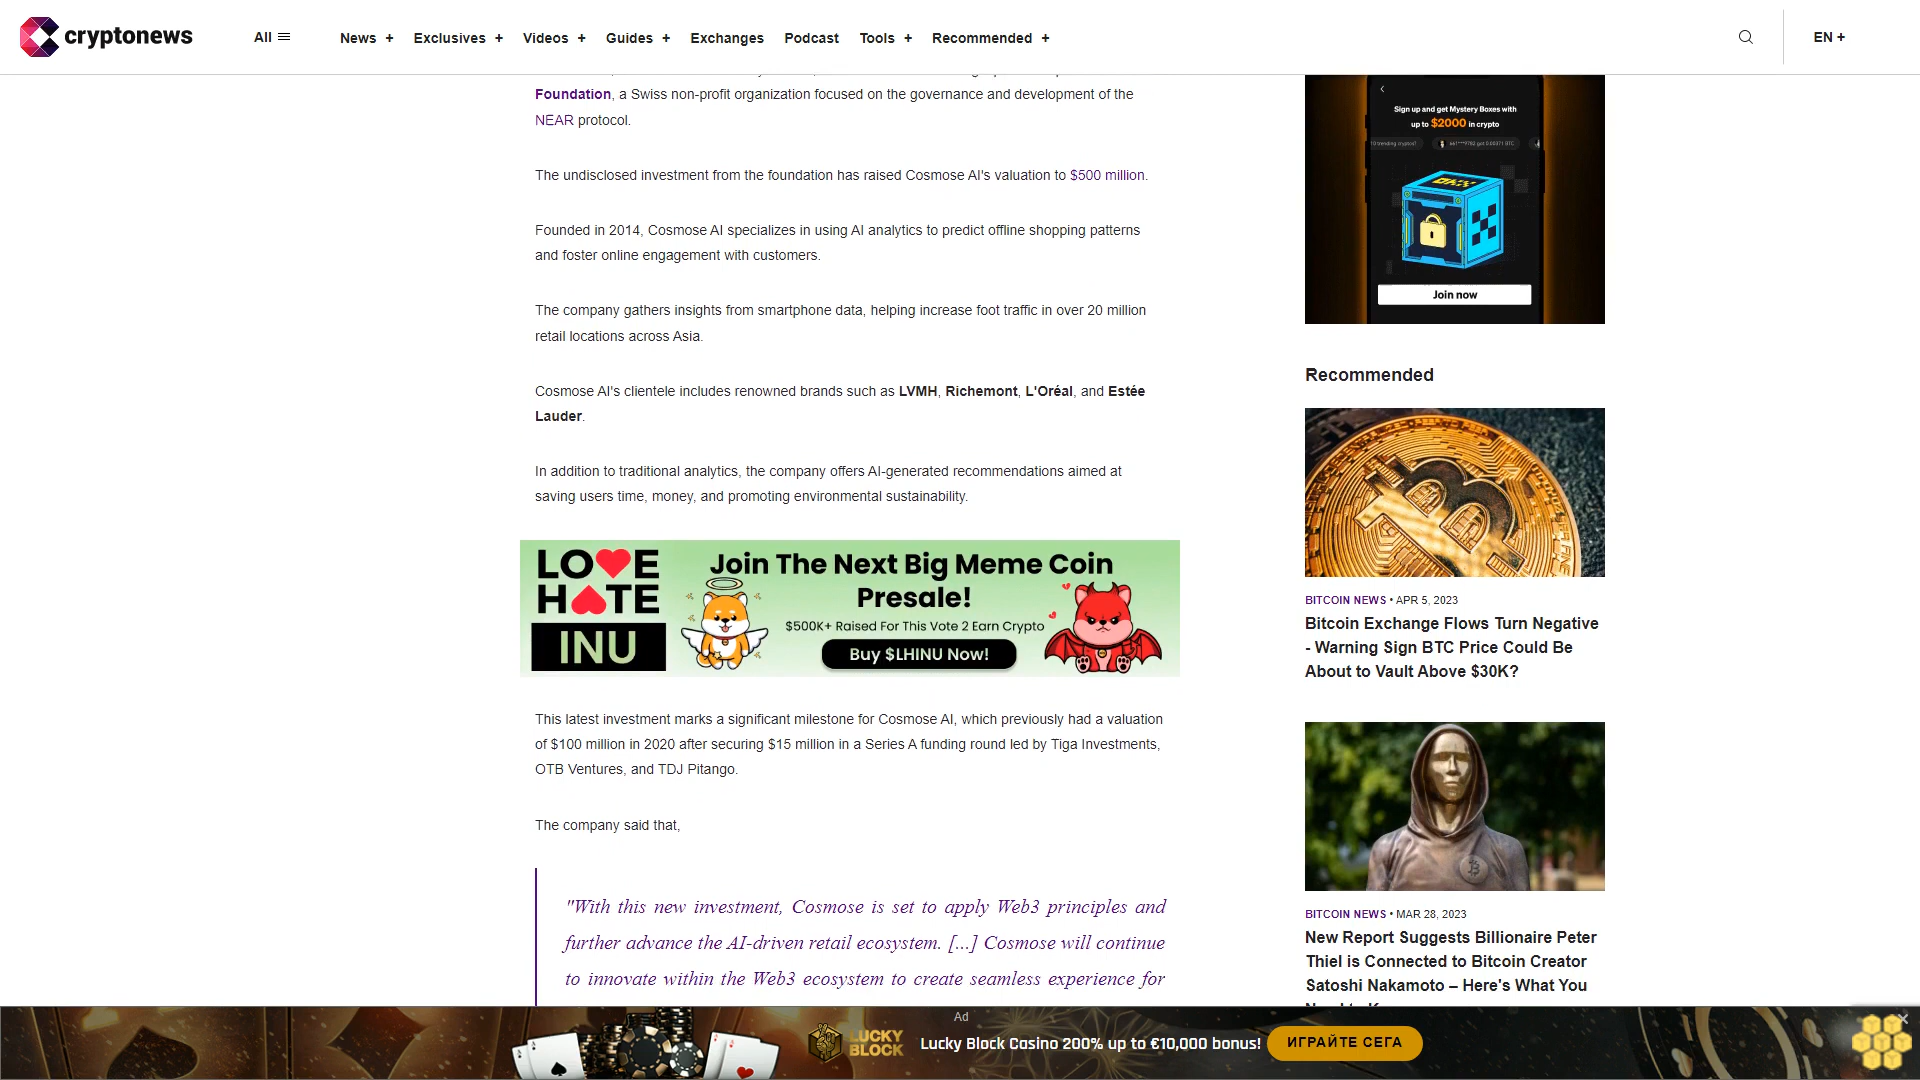 cryptonews
All
News +
Exclusives +
Videos +
Guides +
Exchanges
Podcast
Tools +
Recommended +
EN +
Foundation, a Swiss non-profit organization focused on the governance and development of the
NEAR protocol.
The undisclosed investment from the foundation has raised Cosmose AI's valuation to $500 million.
Founded in 2014, Cosmose AI specializes in using AI analytics to predict offline shopping patterns
and foster online engagement with customers.
The company gathers insights from smartphone data, helping increase foot traffic in over 20 million
retail locations across Asia.
Cosmose AI's clientele includes renowned brands such as LVMH, Richemont, L'Oréal, and Estée
Lauder.
In addition to traditional analytics, the company offers AI-generated recommendations aimed at
saving users time, money, and promoting environmental sustainability.
LOVE
HATE
INU
Join The Next Big Meme Coin
Presale!
$500K+ Raised For This Vote 2 Earn Crypto
Buy $LHINU Now!
This latest investment marks a significant milestone for Cosmose AI, which previously had a valuation
of $100 million in 2020 after securing $15 million in a Series A funding round led by Tiga Investments,
OTB Ventures, and TDJ Pitango.
The company said that,
"With this new investment, Cosmose is set to apply Web3 principles and
further advance the AI-driven retail ecosystem. [...] Cosmose will continue
to innovate within the Web3 ecosystem to create seamless experience for
Sign up and get Mystery Boxes with
up to $2000 in crypto
Join now
Recommended
BITCOIN NEWS • APR 5, 2023
Bitcoin Exchange Flows Turn Negative
- Warning Sign BTC Price Could Be
About to Vault Above $30K?
BITCOIN NEWS • MAR 28, 2023
New Report Suggests Billionaire Peter
Thiel is Connected to Bitcoin Creator
Satoshi Nakamoto – Here's What You
Ad
LUCKY
BLOCK
Lucky Block Casino 200% up to €10,000 bonus!
ИГРАЙТЕ СЕГА